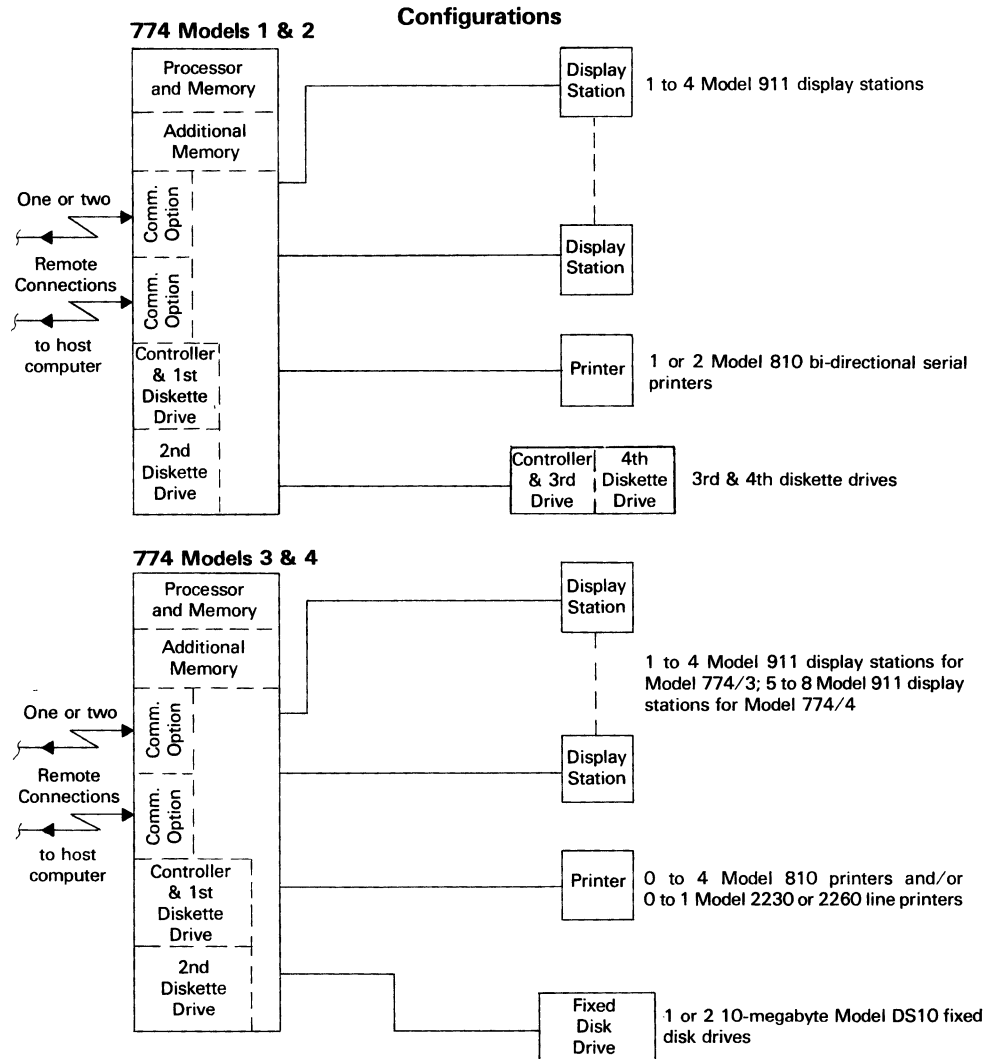 Configurations
774 Models 1 & 2
Processor
and Memory
Additional
Memory
Comm.
Option
Comm.
Option
Controller
& 1st
Diskette
Drive
2nd
Diskette
Drive
One or two
Remote
Connections
to host
computer
Display
Station
1 to 4 Model 911 display stations
Display
Station
Printer
1 or 2 Model 810 bi-directional serial
printers
Controller
& 3rd
Drive
4th
Diskette
Drive
3rd & 4th diskette drives
774 Models 3 & 4
Processor
and Memory
Additional
Memory
Comm.
Option
Comm.
Option
Controller
& 1st
Diskette
Drive
2nd
Diskette
Drive
One or two
Remote
Connections
to host
computer
Display
Station
1 to 4 Model 911 display stations for
Model 774/3; 5 to 8 Model 911 display
stations for Model 774/4
Display
Station
Printer
0 to 4 Model 810 printers and/or
0 to 1 Model 2230 or 2260 line printers
Fixed
Disk
Drive
1 or 2 10-megabyte Model DS10 fixed
disk drives